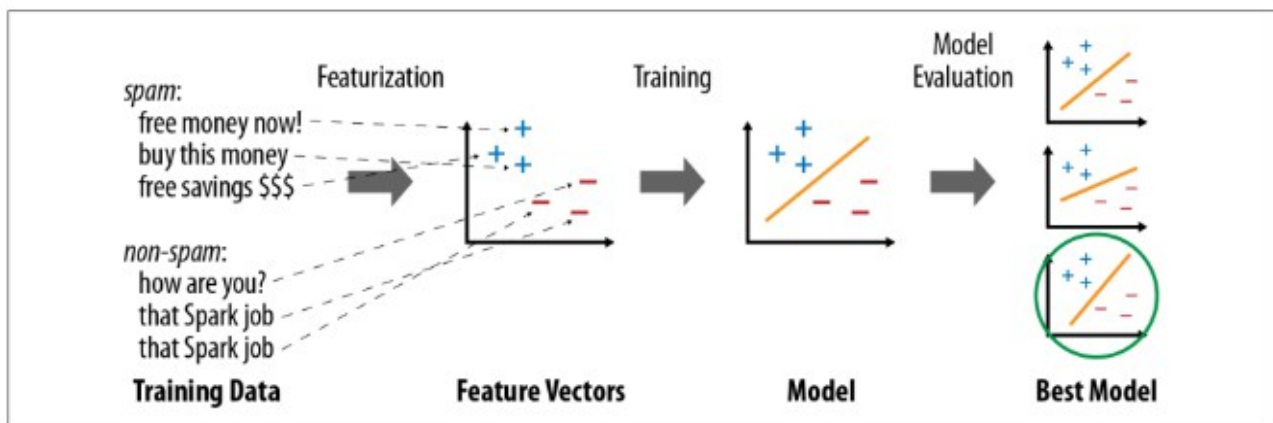 spam:
free money now!
buy this money
free savings $$$
non-spam:
how are you?
that Spark job
that Spark job
Training Data
Featurization
Feature Vectors
Training
Model
Model
Evaluation
Best Model